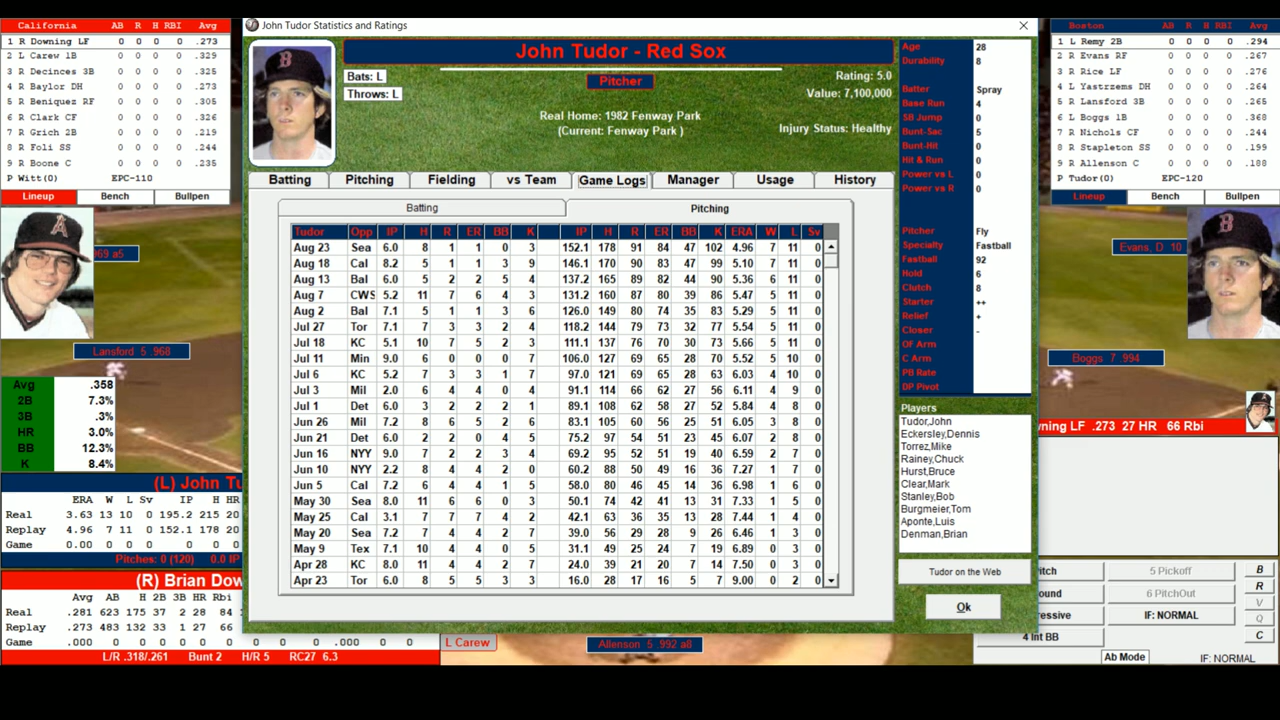 California AB R H RBI Avg
1 R Downing LF 0 0 0 0 .273
2 L Carew 1B 0 0 0 0 .329
3 R Decinces 3B 0 0 0 0 .325
4 R Baylor DH 0 0 0 0 .273
5 R Beniquez RF 0 0 0 0 .305
6 R Clark CF 0 0 0 0 .326
7 R Grich 2B 0 0 0 0 .219
8 R Foli SS 0 0 0 0 .244
9 R Boone C 0 0 0 0 .235
P Witt(0) EPC-110
Lineup Bench Bullpen
969 a5
Lansford 5 968
Avg .358
2B 7.3%
3B .3%
HR 3.0%
BB 12.3%
K 8.4%
(L) John Tu
ERA W L Sv IP H HR
Real 3.63 13 10 0 195.2 215 20
Replay 4.96 7 11 0 152.1 178 20
Game 0.00 0 0 0
Pitches: 0 (120) 0.0 IP
(R) Brian Dow
Avg AB H 2B 3B HR Rbi
Real .281 623 175 37 2 28 84
Replay .273 483 132 33 1 27 66
Game .000 0 0 0 0 0 0 .000 0
L/R .318/.261 Bunt 2 H/R 5 RC27 6.3
John Tudor Statistics and Ratings
John Tudor - Red Sox
Bats: L
Throws: L
Pitcher
Rating: 5.0
Value: 7,100,000
Real Home: 1982 Fenway Park
(Current: Fenway Park )
Injury Status: Healthy
Batting Pitching Fielding vs Team Game Logs Manager Usage History
Batting Pitching
Tudor Opp IP H R ER BB K IP H R ER BB K ERA W L Sv
Aug 23 Sea 6.0 8 1 1 0 3 152.1 178 91 84 47 102 4.96 7 11 0
Aug 18 Cal 8.2 5 1 1 3 9 146.1 170 90 83 47 99 5.10 7 11 0
Aug 13 Bal 6.0 5 2 2 5 4 137.2 165 89 82 44 90 5.36 6 11 0
Aug 7 CWS 5.2 11 7 6 4 3 131.2 160 87 80 39 86 5.47 5 11 0
Aug 2 Bal 7.1 5 1 1 3 6 126.0 149 80 74 35 83 5.29 5 11 0
Jul 27 Tor 7.1 7 3 3 2 4 118.2 144 79 73 32 77 5.54 5 11 0
Jul 18 KC 5.1 10 7 5 2 3 111.1 137 76 70 30 73 5.66 5 11 0
Jul 11 Min 9.0 6 0 0 0 7 106.0 127 69 65 28 70 5.52 5 10 0
Jul 6 KC 5.2 7 3 3 1 7 97.0 121 69 65 28 63 6.03 4 10 0
Jul 3 Mil 2.0 6 4 4 0 4 91.1 114 66 62 27 56 6.11 4 9 0
Jul 1 Det 6.0 3 2 2 2 1 89.1 108 62 58 27 52 5.84 4 8 0
Jun 26 Mil 7.2 8 6 5 2 6 83.1 105 60 56 25 51 6.05 3 8 0
Jun 21 Det 6.0 2 2 0 4 5 75.2 97 54 51 23 45 6.07 2 8 0
Jun 16 NYY 9.0 7 2 2 2 4 69.2 95 52 51 19 40 6.59 2 7 0
Jun 10 NYY 2.2 8 4 4 2 0 60.2 88 50 49 16 36 7.27 1 7 0
Jun 5 Cal 7.2 6 4 4 1 5 58.0 80 46 45 14 36 6.98 1 6 0
May 30 Sea 8.0 11 6 6 0 3 50.1 74 42 41 13 31 7.33 1 5 0
May 25 Cal 3.1 7 7 7 4 2 42.1 63 36 35 13 28 7.44 1 4 0
May 20 Sea 7.2 7 4 4 2 7 39.0 56 29 28 9 26 6.46 1 3 0
May 9 Tex 7.1 10 4 4 0 5 31.1 49 25 24 7 19 6.89 0 3 0
Apr 28 KC 8.0 11 4 4 2 7 24.0 39 21 20 7 14 7.50 0 3 0
Apr 23 Tor 6.0 8 5 5 3 3 16.0 28 17 16 5 7 9.00 0 2 0
Age 28
Durability 8
Batter Spray
Base Run 4
SB Jump 0
Bunt-Sac 5
Bunt-Hit 0
Hit & Run 0
Power vs L 0
Power vs R 0
Pitcher Fly
Specialty Fastball
Fastball 92
Hold 6
Clutch 8
Starter ++
Relief +
Closer -
OF Arm
C Arm
PB Rate
DP Pivot
Players
Tudor,John
Eckersley,Dennis
Torrez,Mike
Rainey,Chuck
Hurst,Bruce
Clear,Mark
Stanley,Bob
Burgmeier,Tom
Aponte,Luis
Denman,Brian
Tudor on the Web
Ok
Boston AB R H RBI Avg
1 L Remy 2B 0 0 0 0 .294
2 R Evans RF 0 0 0 0 .267
3 R Rice LF 0 0 0 0 .276
4 L Yastrzems DH 0 0 0 0 .264
5 R Lansford 3B 0 0 0 0 .265
6 L Boggs 1B 0 0 0 0 .368
7 R Nichols CF 0 0 0 0 .244
8 R Stapleton SS 0 0 0 0 .199
9 R Allenson C 0 0 0 0 .188
P Tudor(0) EPC-120
Lineup Bench Bullpen
Evans, D 10
Boggs 7 994
wning LF .273 27 HR 66 Rbi
itch 5 Pickoff B
ound 6 PitchOut R
ressive IF: NORMAL V
Q
4 Int BB C
Ab Mode IF: NORMAL
L Carew
Allenson 5 .992 a8